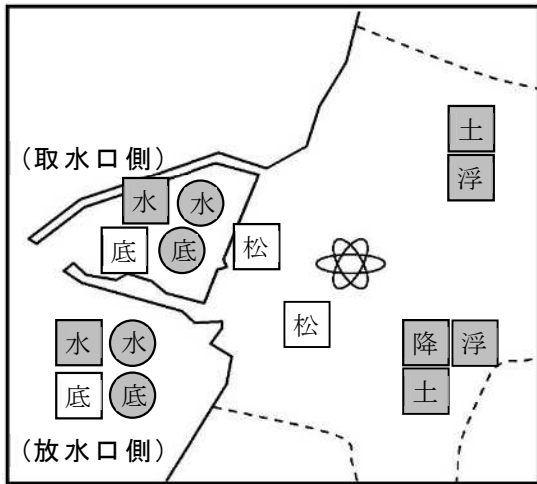 土
浮
(取水口側)
水 水
底 底 松
松
水 水
降 浮
底 底
土
(放水口側)